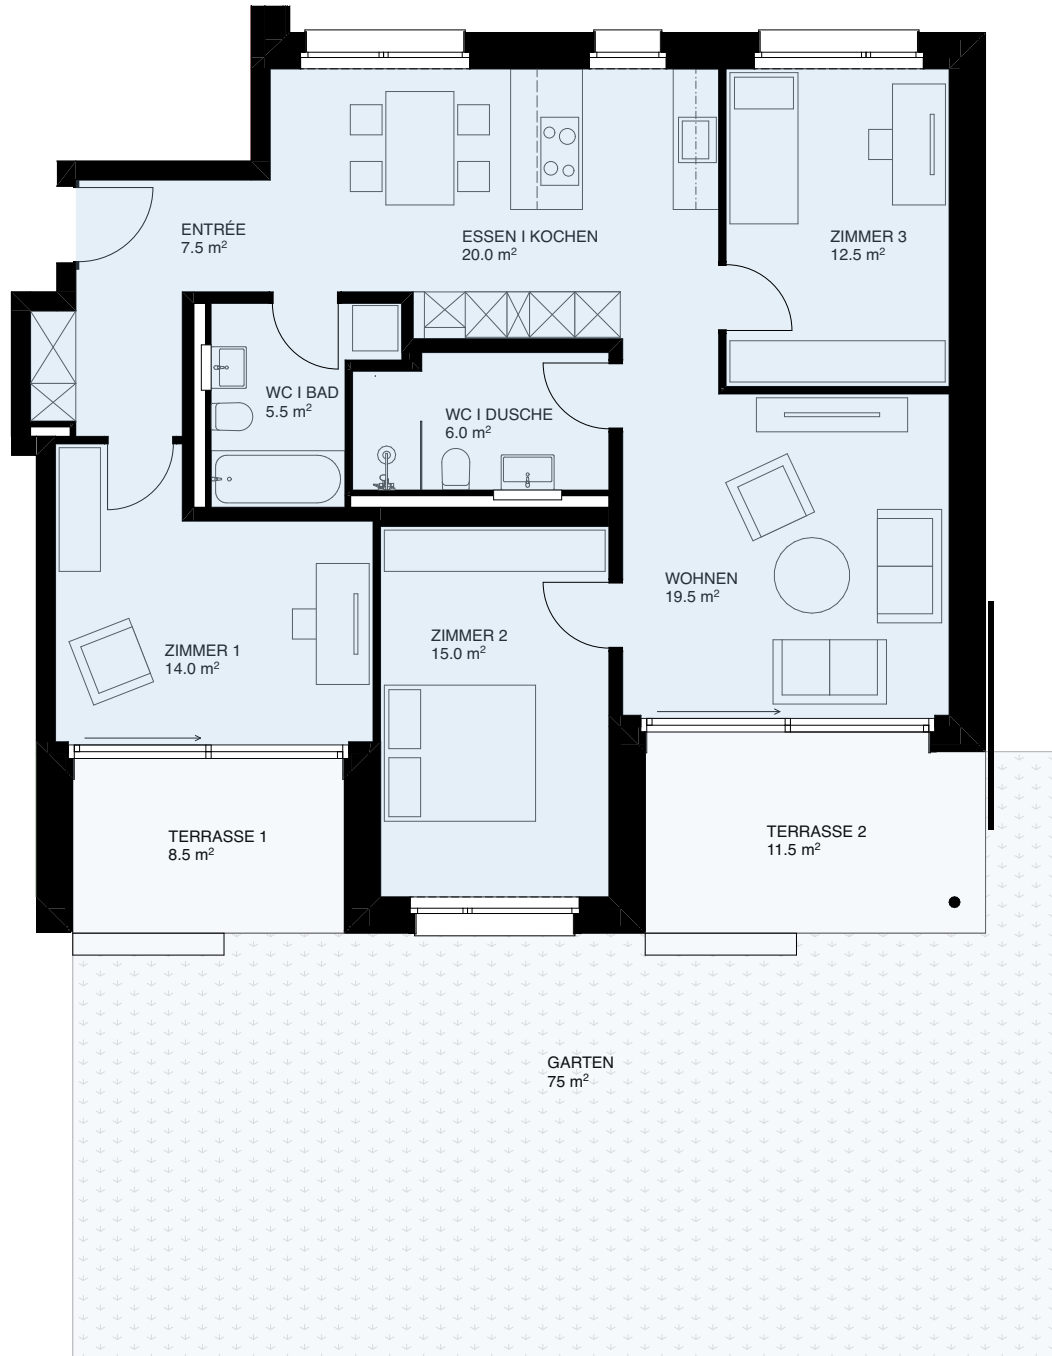 ENTRÉE
7.5 m²
ESSEN I KOCHEN
20.0 m²
ZIMMER 3
12.5 m²
WC I BAD
5.5 m²
WC I DUSCHE
6.0 m²
WOHNEN
19.5 m²
ZIMMER 1
14.0 m²
ZIMMER 2
15.0 m²
TERRASSE 1
8.5 m²
TERRASSE 2
11.5 m²
GARTEN
75 m²